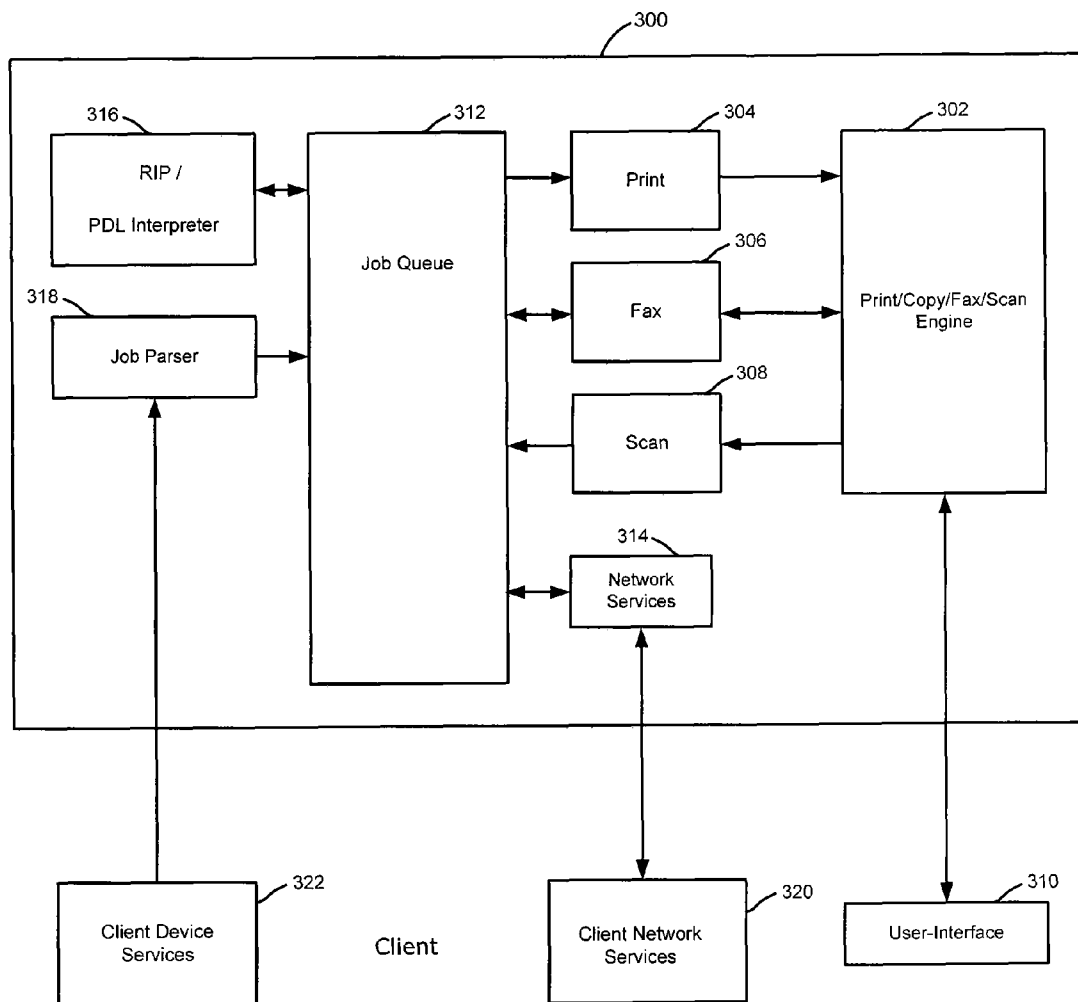 300
316
312
304
302
RIP /
PDL Interpreter
Print
306
Job Queue
Fax
Print/Copy/Fax/Scan
Engine
318
Job Parser
308
Scan
314
Network
Services
322
Client Device
Services
Client
320
Client Network
Services
310
User-Interface